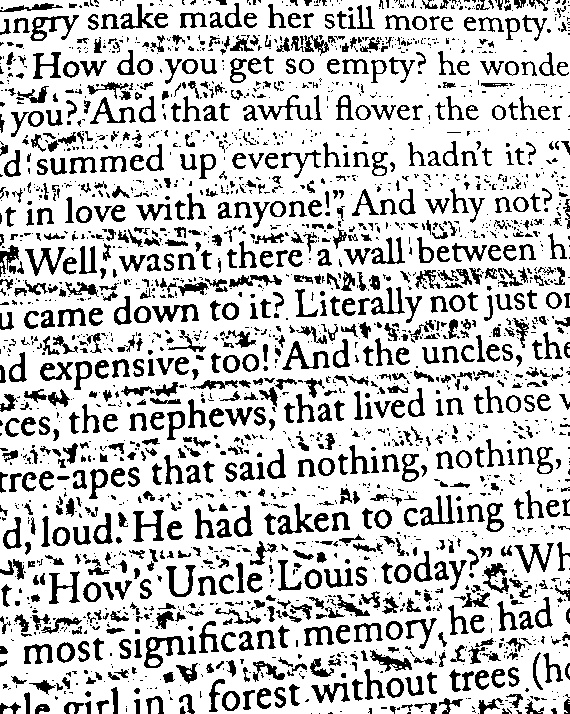 ungry snake made her still more empty.
How do you get so empty? he wonde
you? And that awful flower the other
d summed up everything, hadn't it? "
t in love with anyone!" And why not?
Well, wasn't there a wall between h
u came down to it? Literally not just o
nd expensive, too! And the uncles, the
eces, the nephews, that lived in those
tree-apes that said nothing, nothing,
d, loud. He had taken to calling the
t. "How's Uncle Louis today?" "Wh
e most significant memory he had
ttle girl in a forest without trees (ho